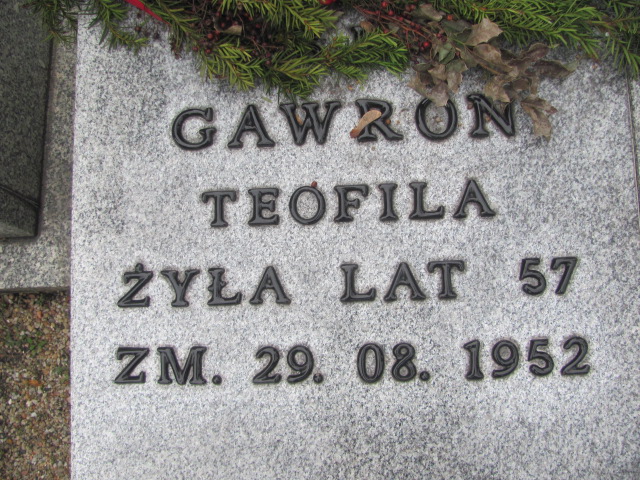 GAWRON
TEOFILA
ŻYŁA LAT 57
ZM. 29. 08. 1952